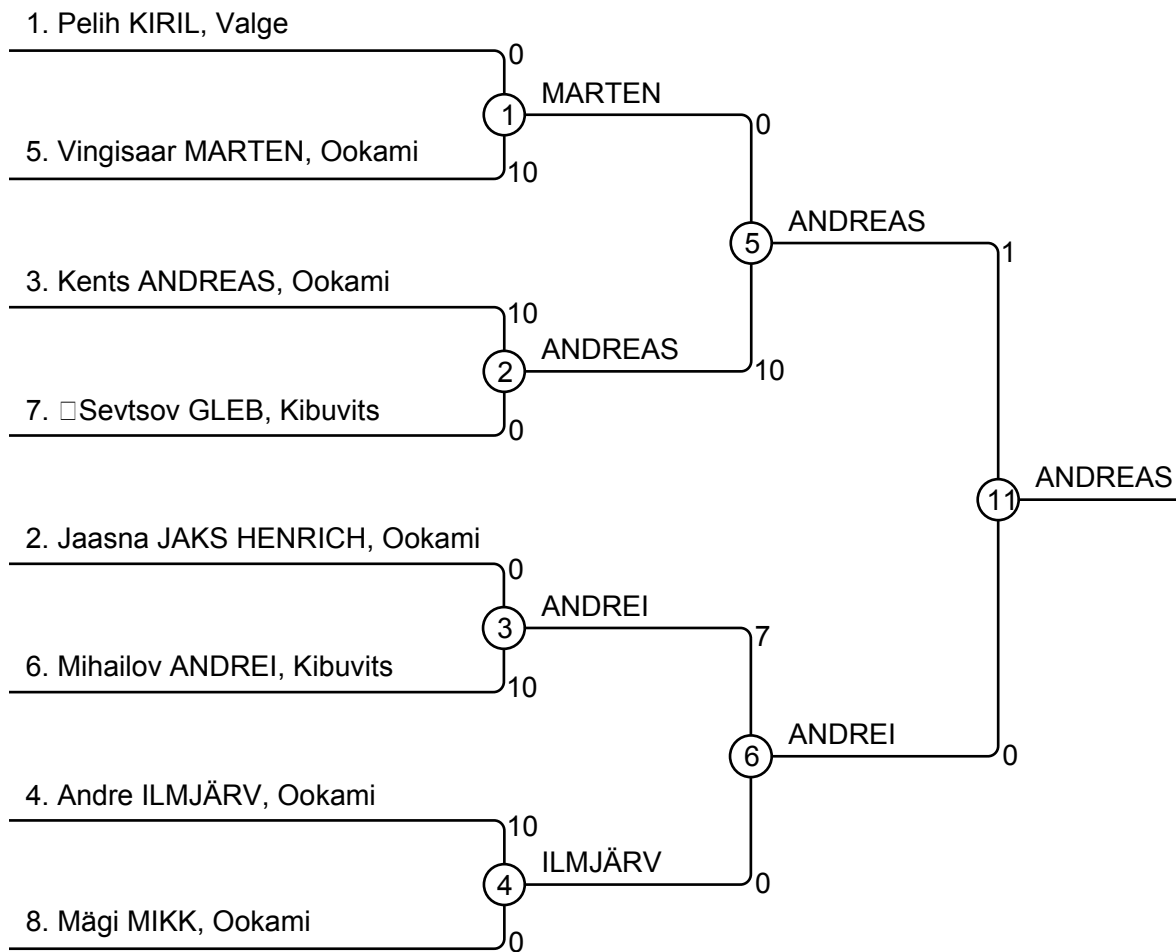 1. Pelih KIRIL, Valge
0
MARTEN
1
0
5. Vingisaar MARTEN, Ookami
10
ANDREAS
5
1
3. Kents ANDREAS, Ookami
10
ANDREAS
2
10
7. □Sevtsov GLEB, Kibuvits
0
ANDREAS
11
2. Jaasna JAKS HENRICH, Ookami
0
ANDREI
3
7
6. Mihailov ANDREI, Kibuvits
10
ANDREI
6
0
4. Andre ILMJÄRV, Ookami
10
ILMJÄRV
4
0
8. Mägi MIKK, Ookami
0